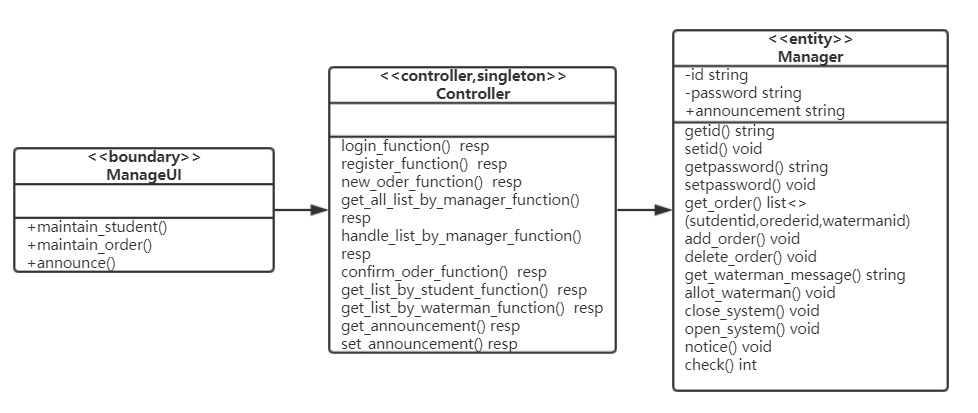 <<boundary>>
ManageUI
+maintain_student()
+maintain_order()
+announce()
<<controller,singleton>>
Controller
login_function()  resp
register_function()  resp
new_oder_function()  resp
get_all_list_by_manager_function()
resp
handle_list_by_manager_function()
resp
confirm_oder_function()  resp
get_list_by_student_function()  resp
get_list_by_waterman_function()  resp
get_announcement() resp
set_announcement() resp
<<entity>>
Manager
-id string
-password string
+announcement string
getid() string
setid() void
getpassword() string
setpassword() void
get_order() list<>
(sutdentid,orederid,watermanid)
add_order() void
delete_order() void
get_waterman_message() string
allot_waterman() void
close_system() void
open_system() void
notice() void
check() int